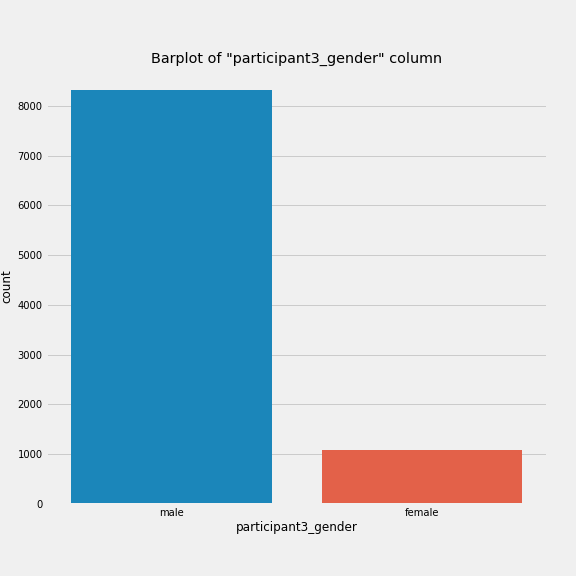 Barplot of "participant3_gender" column
count
8000
7000
6000
5000
4000
3000
2000
1000
0
male
female
participant3_gender